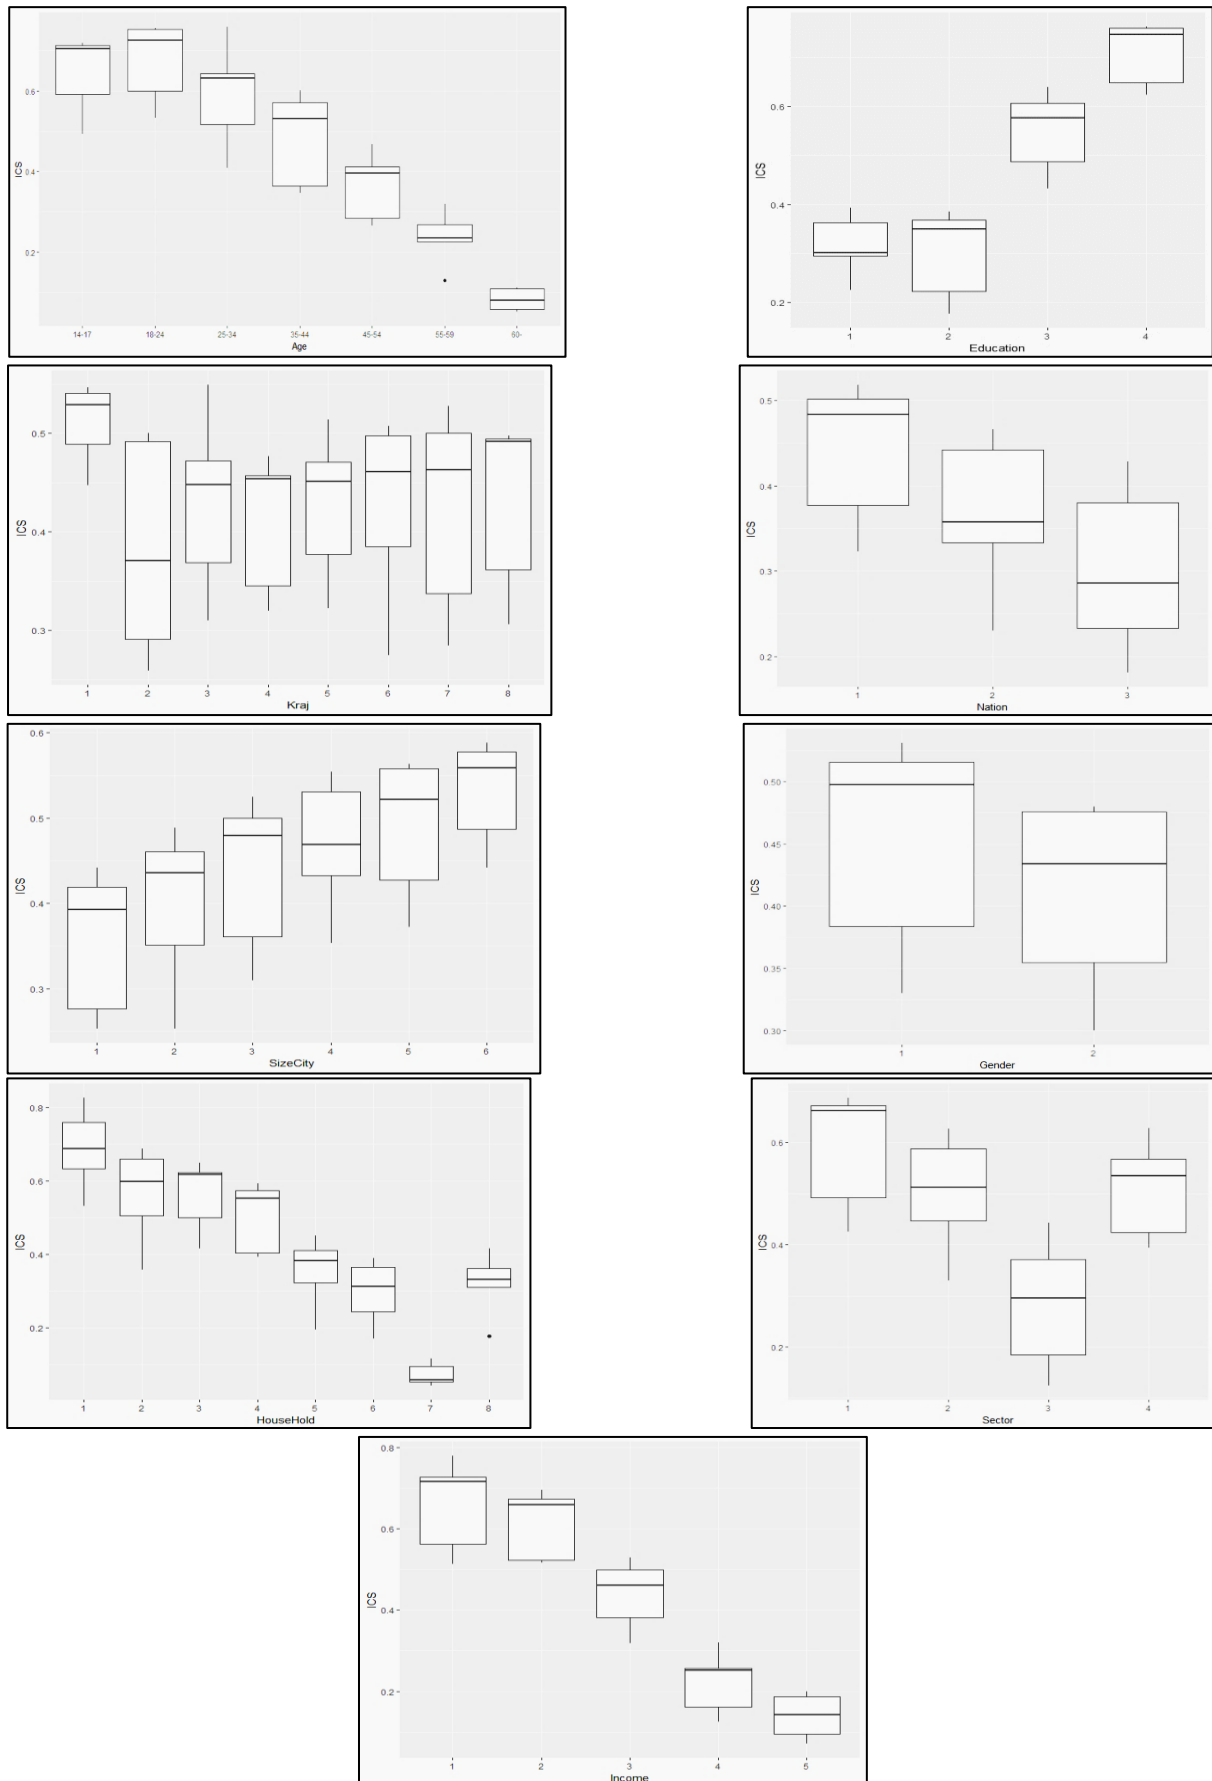 ICS
0.6
0.4
0.2
14-17 18-24 25-34 35-44 45-54 55-59 60-
Age
ICS
0.6
0.4
0.2
1 2 3 4
Education
ICS
0.5
0.4
0.3
1 2 3 4 5 6 7 8
Kraj
ICS
0.5
0.4
0.3
0.2
1 2 3
Nation
ICS
0.6
0.5
0.4
0.3
1 2 3 4 5 6
SizeCity
ICS
0.50
0.45
0.40
0.35
0.30
1 2
Gender
ICS
0.8
0.6
0.4
0.2
1 2 3 4 5 6 7 8
HouseHold
ICS
0.6
0.4
0.2
1 2 3 4
Sector
ICS
0.8
0.6
0.4
0.2
1 2 3 4 5
Income